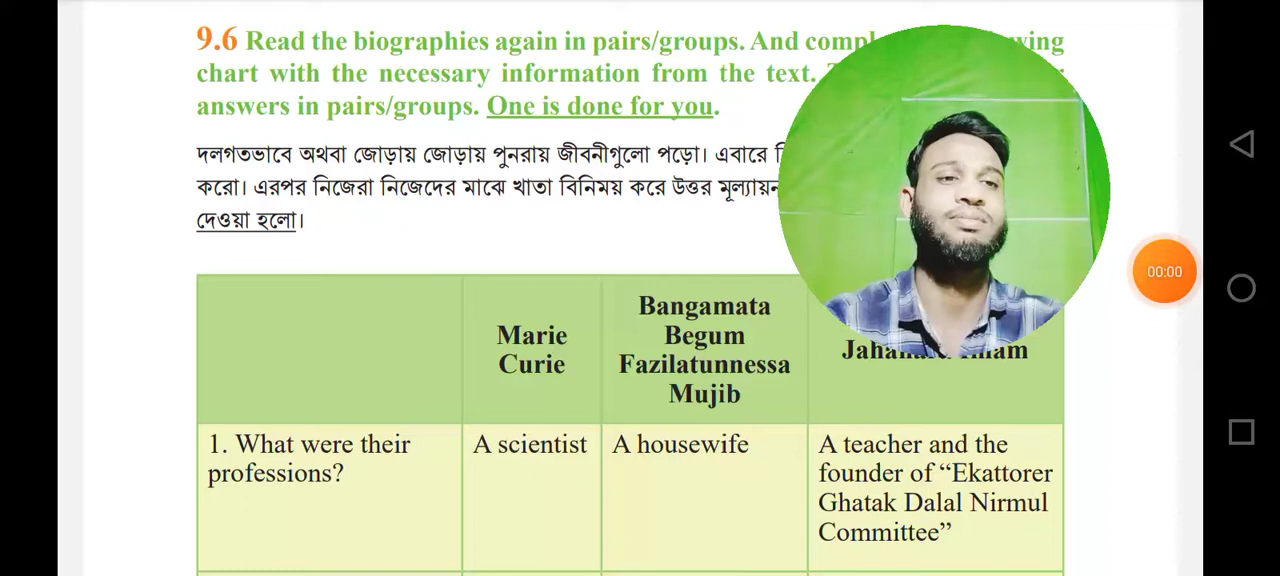 9.6 Read the biographies again in pairs/groups. And
chart with the necessary information from the text.
answers in pairs/groups. One is done for you.
দলগতভাবে অথবা জোড়ায় জোড়ায় পুনরায় জীবনীগুলো পড়ো। এবারে
করো। এরপর নিজেরা নিজেদের মাঝে খাতা বিনিময় করে উত্তর
দেওয়া হলো।
Marie
Curie
Bangamata
Begum
Fazilatunnessa
Mujib
Imam
1. What were their
professions?
A scientist
A housewife
A teacher and the
founder of “Ekattorer
Ghatak Dalal Nirmul
Committee”
00:00